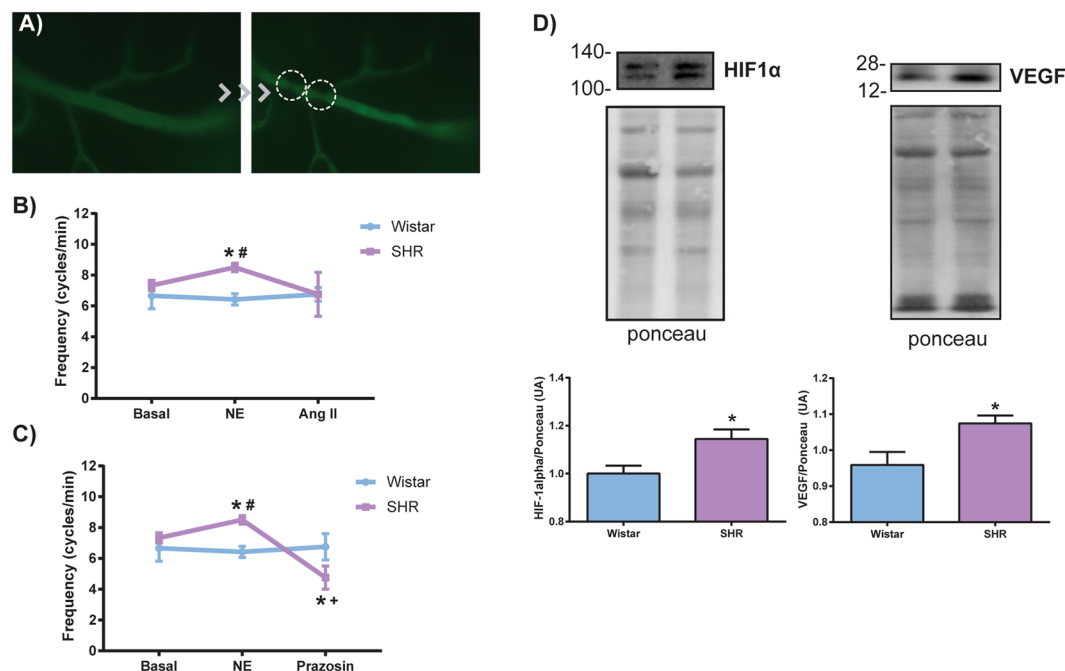 A)
B)
Frequency (cycles/min)
12
10
8
6
4
2
0
Basal
NE
Ang II
* #
Wistar
SHR
C)
Frequency (cycles/min)
12
10
8
6
4
2
0
Basal
NE
Prazosin
* #
* +
Wistar
SHR
D)
140-
100-
HIF1α
ponceau
28-
12-
VEGF
ponceau
HIF-1alpha/Ponceau (UA)
1.4
1.2
1.0
0.8
*
Wistar
SHR
VEGF/Ponceau (UA)
1.2
1.1
1.0
0.9
0.8
*
Wistar
SHR